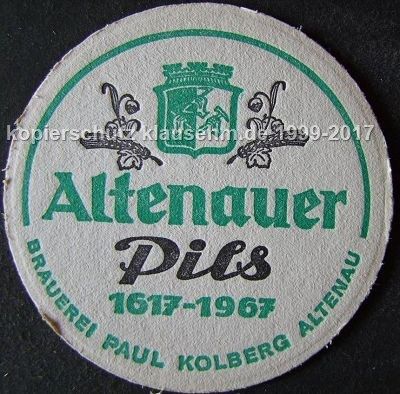 kopierschutz klausehm.de 1999-2017
Altenauer
Pils
1617-1967
BRAUEREI PAUL KOLBERG ALTENAU